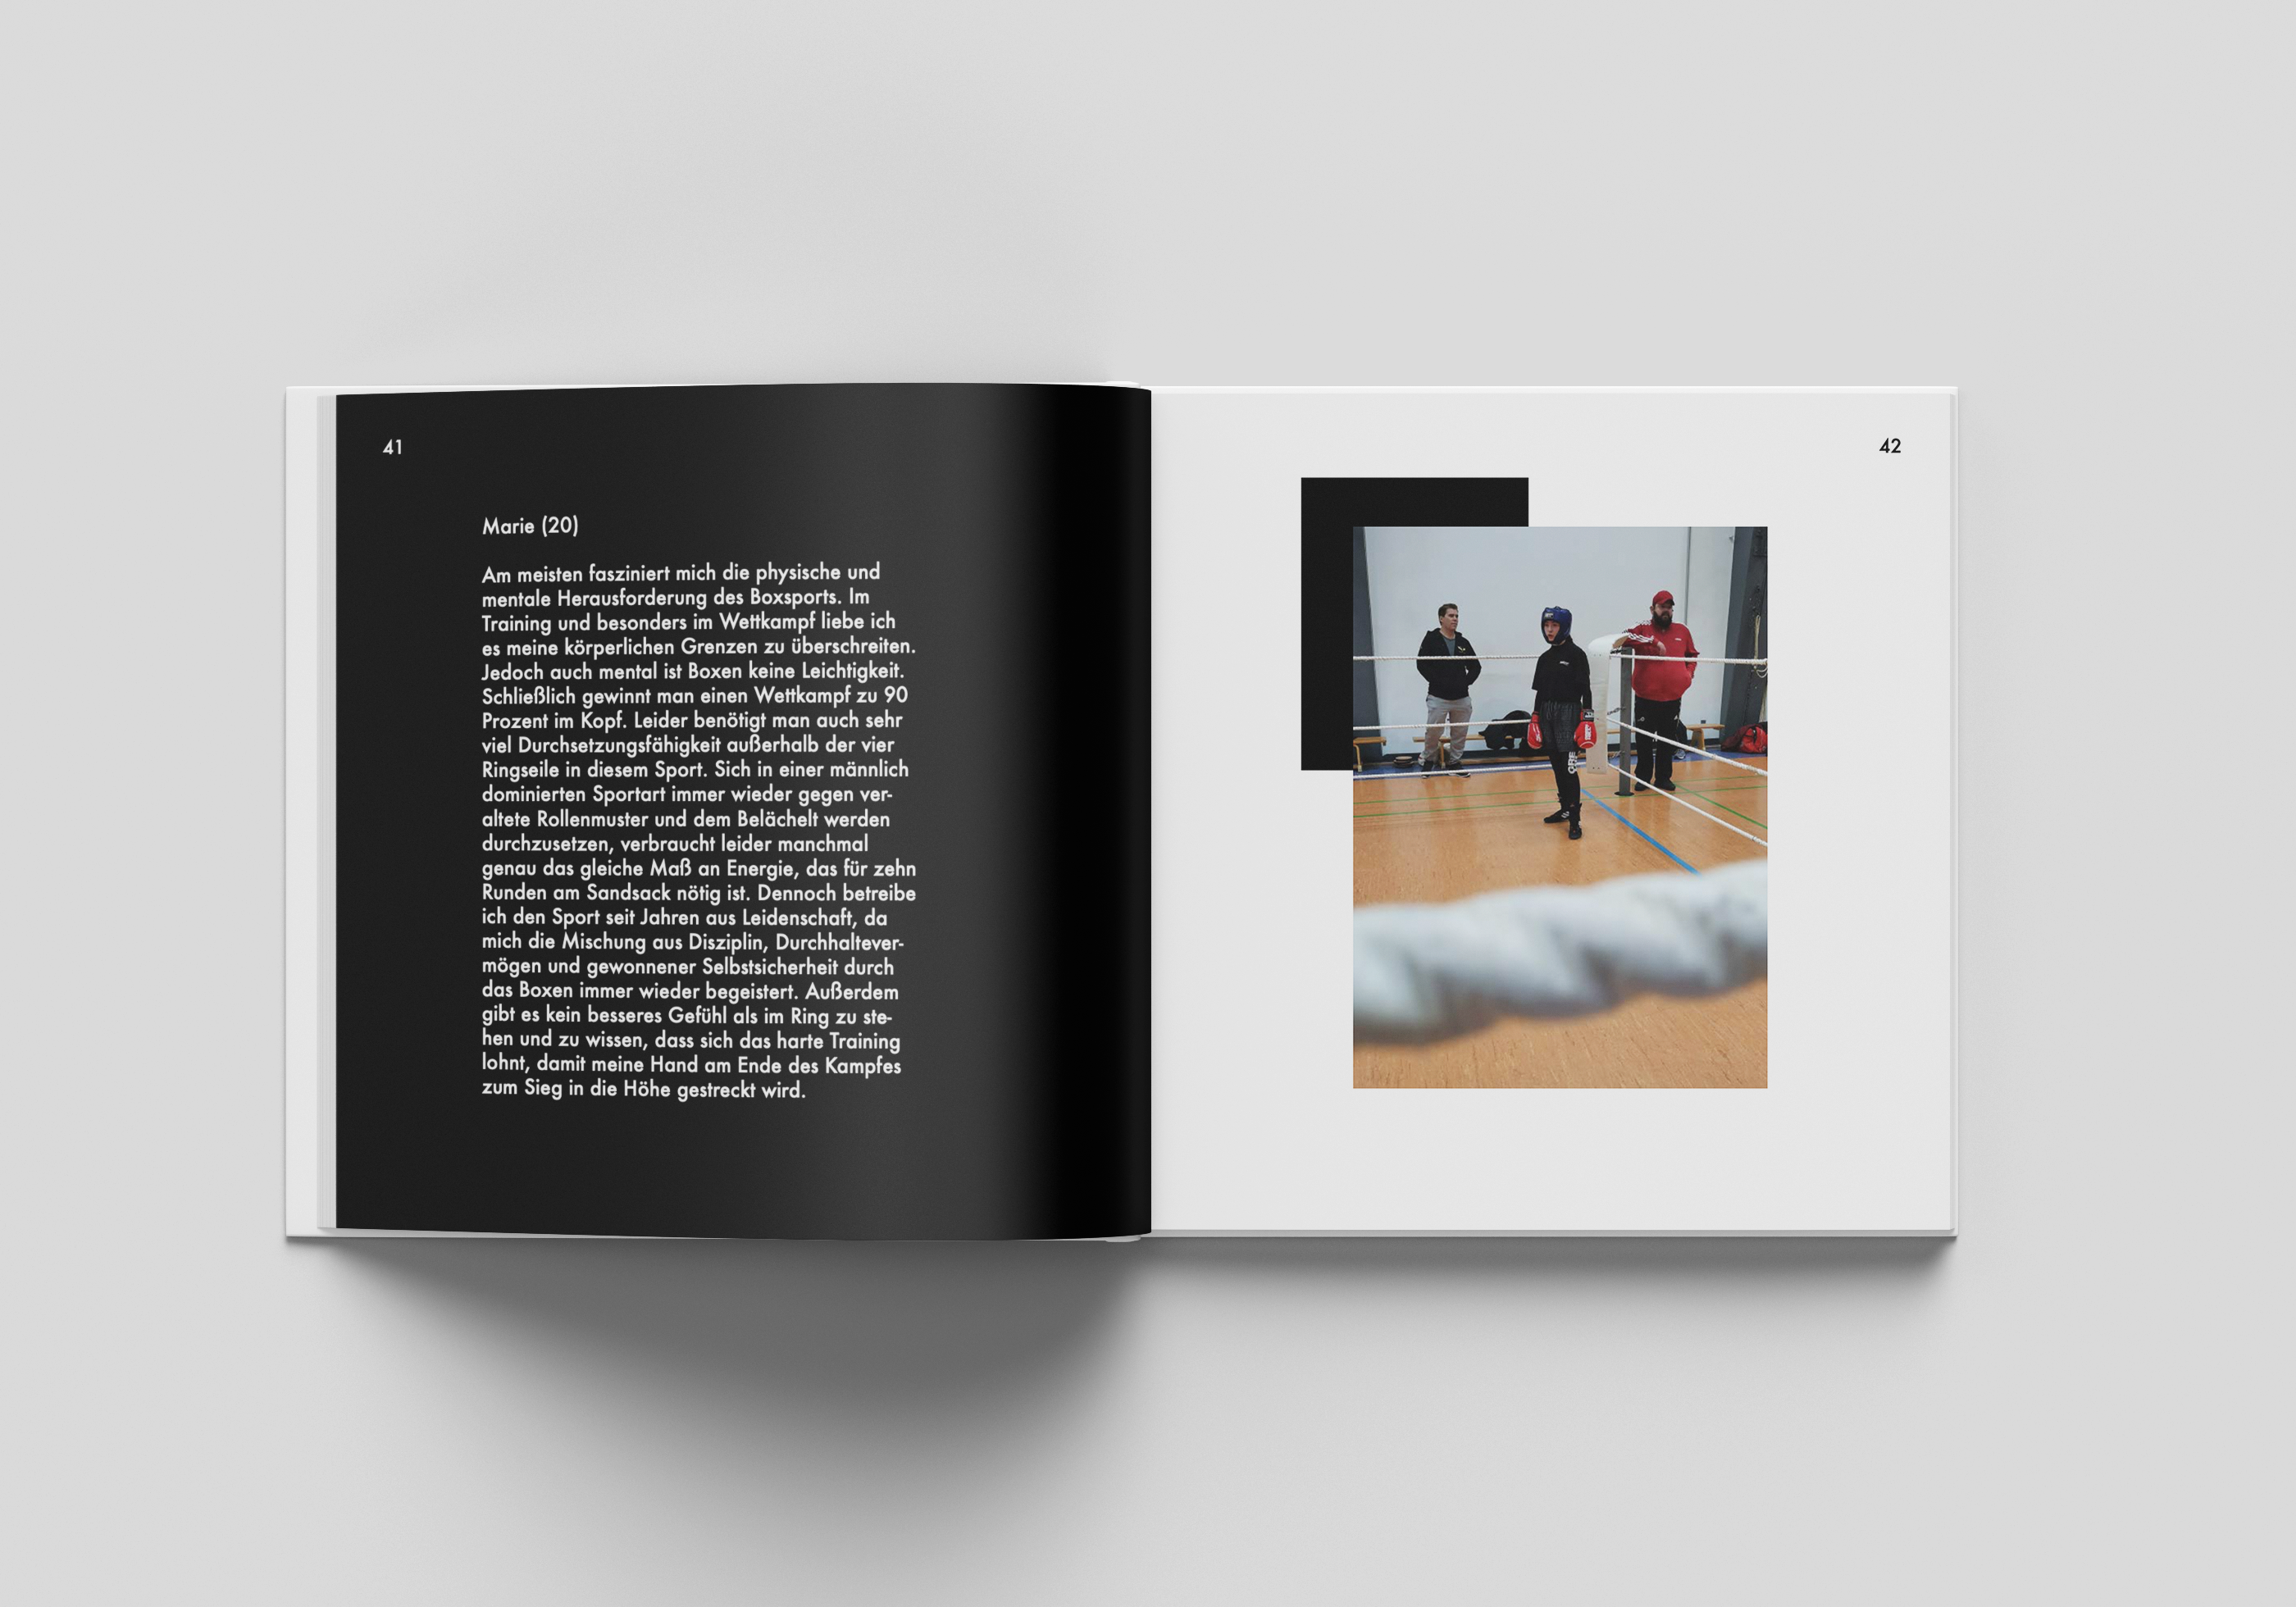 41
Marie (20)
Am meisten fasziniert mich die physische und
mentale Herausforderung des Boxsports. Im
Training und besonders im Wettkampf liebe ich
es meine körperlichen Grenzen zu überschreiten.
Jedoch auch mental ist Boxen keine Leichtigkeit.
Schließlich gewinnt man einen Wettkampf zu 90
Prozent im Kopf. Leider benötigt man auch sehr
viel Durchsetzungsfähigkeit außerhalb der vier
Ringseile in diesem Sport. Sich in einer männlich
dominierten Sportart immer wieder gegen ver-
altete Rollenmuster und dem Belächelt werden
durchzusetzen, verbraucht leider manchmal
genau das gleiche Maß an Energie, das für zehn
Runden am Sandsack nötig ist. Dennoch betreibe
ich den Sport seit Jahren aus Leidenschaft, da
mich die Mischung aus Disziplin, Durchhaltever-
mögen und gewonnener Selbstsicherheit durch
das Boxen immer wieder begeistert. Außerdem
gibt es kein besseres Gefühl als im Ring zu ste-
hen und zu wissen, dass sich das harte Training
lohnt, damit meine Hand am Ende des Kampfes
zum Sieg in die Höhe gestreckt wird.
42